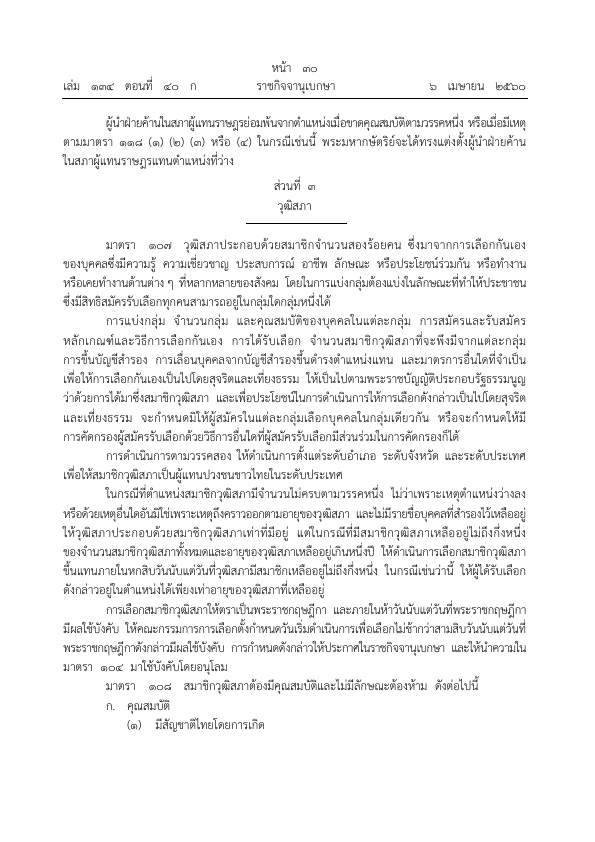 หน้า ๓๐
เล่ม ๑๓๔ ตอนที่ ๔๐ ก ราชกิจจานุเบกษา ๖ เมษายน ๒๕๖๐
ผู้นำฝ่ายค้านในสภาผู้แทนราษฎรย่อมพ้นจากตำแหน่งเมื่อขาดคุณสมบัติตามวรรคหนึ่ง หรือเมื่อมีเหตุ
ตามมาตรา ๑๑๘ (๑) (๒) (๓) หรือ (๔) ในกรณีเช่นนี้ พระมหากษัตริย์จะได้ทรงแต่งตั้งผู้นำฝ่ายค้าน
ในสภาผู้แทนราษฎรแทนตำแหน่งที่ว่าง
ส่วนที่ ๓
วุฒิสภา
มาตรา ๑๐๗ วุฒิสภาประกอบด้วยสมาชิกจำนวนสองร้อยคน ซึ่งมาจากการเลือกกันเอง
ของบุคคลซึ่งมีความรู้ ความเชี่ยวชาญ ประสบการณ์ อาชีพ ลักษณะ หรือประโยชน์ร่วมกัน หรือทำงาน
หรือเคยทำงานด้านต่าง ๆ ที่หลากหลายของสังคม โดยในการแบ่งกลุ่มต้องแบ่งในลักษณะที่ทำให้ประชาชน
ซึ่งมีสิทธิสมัครรับเลือกทุกคนสามารถอยู่ในกลุ่มใดกลุ่มหนึ่งได้
การแบ่งกลุ่ม จำนวนกลุ่ม และคุณสมบัติของบุคคลในแต่ละกลุ่ม การสมัครและรับสมัคร
หลักเกณฑ์และวิธีการเลือกกันเอง การได้รับเลือก จำนวนสมาชิกวุฒิสภาที่จะพึงมีจากแต่ละกลุ่ม
การขึ้นบัญชีสำรอง การเลื่อนบุคคลจากบัญชีสำรองขึ้นดำรงตำแหน่งแทน และมาตรการอื่นใดที่จำเป็น
เพื่อให้การเลือกกันเองเป็นไปโดยสุจริตและเที่ยงธรรม ให้เป็นไปตามพระราชบัญญัติประกอบรัฐธรรมนูญ
ว่าด้วยการได้มาซึ่งสมาชิกวุฒิสภา และเพื่อประโยชน์ในการดำเนินการให้การเลือกดังกล่าวเป็นไปโดยสุจริต
และเที่ยงธรรม จะกำหนดมิให้ผู้สมัครในแต่ละกลุ่มเลือกบุคคลในกลุ่มเดียวกัน หรือจะกำหนดให้มี
การคัดกรองผู้สมัครรับเลือกด้วยวิธีการอื่นใดที่ผู้สมัครรับเลือกมีส่วนร่วมในการคัดกรองก็ได้
การดำเนินการตามวรรคสอง ให้ดำเนินการตั้งแต่ระดับอำเภอ ระดับจังหวัด และระดับประเทศ
เพื่อให้สมาชิกวุฒิสภาเป็นผู้แทนปวงชนชาวไทยในระดับประเทศ
ในกรณีที่ตำแหน่งสมาชิกวุฒิสภามีจำนวนไม่ครบตามวรรคหนึ่ง ไม่ว่าเพราะเหตุตำแหน่งว่างลง
หรือด้วยเหตุอื่นใดอันมิใช่เพราะเหตุถึงคราวออกตามอายุของวุฒิสภา และไม่มีรายชื่อบุคคลที่สำรองไว้เหลืออยู่
ให้วุฒิสภาประกอบด้วยสมาชิกวุฒิสภาเท่าที่มีอยู่ แต่ในกรณีที่มีสมาชิกวุฒิสภาเหลืออยู่ไม่ถึงกึ่งหนึ่ง
ของจำนวนสมาชิกวุฒิสภาทั้งหมดและอายุของวุฒิสภาเหลืออยู่เกินหนึ่งปี ให้ดำเนินการเลือกสมาชิกวุฒิสภา
ขึ้นแทนภายในหกสิบวันนับแต่วันที่วุฒิสภามีสมาชิกเหลืออยู่ไม่ถึงกึ่งหนึ่ง ในกรณีเช่นว่านี้ ให้ผู้ได้รับเลือก
ดังกล่าวอยู่ในตำแหน่งได้เพียงเท่าอายุของวุฒิสภาที่เหลืออยู่
การเลือกสมาชิกวุฒิสภาให้ตราเป็นพระราชกฤษฎีกา และภายในห้าวันนับแต่วันที่พระราชกฤษฎีกา
มีผลใช้บังคับ ให้คณะกรรมการการเลือกตั้งกำหนดวันเริ่มดำเนินการเพื่อเลือกไม่ช้ากว่าสามสิบวันนับแต่วันที่
พระราชกฤษฎีกาดังกล่าวมีผลใช้บังคับ การกำหนดดังกล่าวให้ประกาศในราชกิจจานุเบกษา และให้นำความใน
มาตรา ๑๐๔ มาใช้บังคับโดยอนุโลม
มาตรา ๑๐๘ สมาชิกวุฒิสภาต้องมีคุณสมบัติและไม่มีลักษณะต้องห้าม ดังต่อไปนี้
ก. คุณสมบัติ
(๑) มีสัญชาติไทยโดยการเกิด